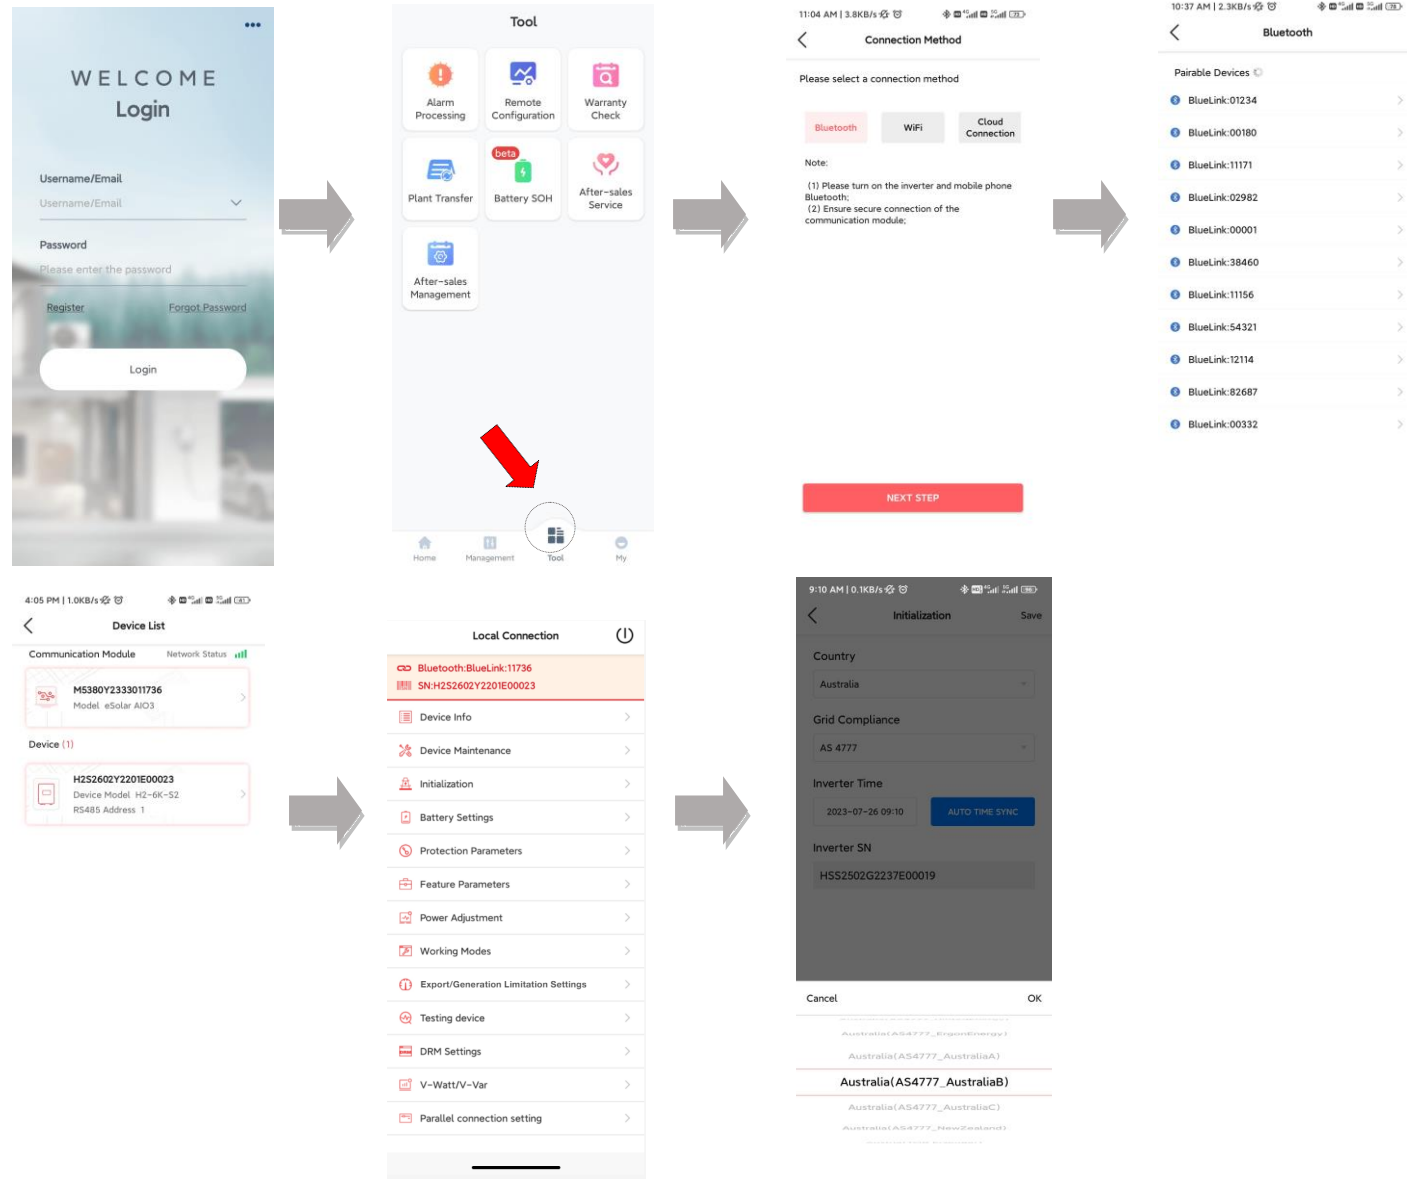 WELCOME
Login
Username/Email
Username/Email
Password
Please enter the password
Register
Forgot Password
Login
Tool
Alarm
Processing
Remote
Configuration
Warranty
Check
Plant Transfer
beta
Battery SOH
After-sales
Service
After-sales
Management
Home
Management
Tool
My
11:04 AM | 3.8KB/s
Connection Method
Please select a connection method
Bluetooth
WiFi
Cloud
Connection
Note:
(1) Please turn on the inverter and mobile phone
Bluetooth;
(2) Ensure secure connection of the
communication module;
NEXT STEP
10:37 AM | 2.3KB/s
Bluetooth
Pairable Devices
BlueLink:01234
BlueLink:00180
BlueLink:11171
BlueLink:02982
BlueLink:00001
BlueLink:38460
BlueLink:11156
BlueLink:54321
BlueLink:12114
BlueLink:82687
BlueLink:00332
4:05 PM | 1.0KB/s
Device List
Communication Module
Network Status
M5380Y2333011736
Model eSolar AIO3
Device (1)
H2S2602Y2201E00023
Device Model H2-6K-S2
RS485 Address 1
Local Connection
Bluetooth:BlueLink:11736
SN:H2S2602Y2201E00023
Device Info
Device Maintenance
Initialization
Battery Settings
Protection Parameters
Feature Parameters
Power Adjustment
Working Modes
Export/Generation Limitation Settings
Testing device
DRM Settings
V-Watt/V-Var
Parallel connection setting
9:10 AM | 0.1KB/s
Initialization
Save
Country
Australia
Grid Compliance
AS 4777
Inverter Time
2023-07-26 09:10
AUTO TIME SYNC
Inverter SN
HSS2502G2237E00019
Cancel
OK
Australia(AS4777_ErgonEnergy)
Australia(AS4777_AustraliaA)
Australia(AS4777_AustraliaB)
Australia(AS4777_AustraliaC)
Australia(AS4777_NewZealand)